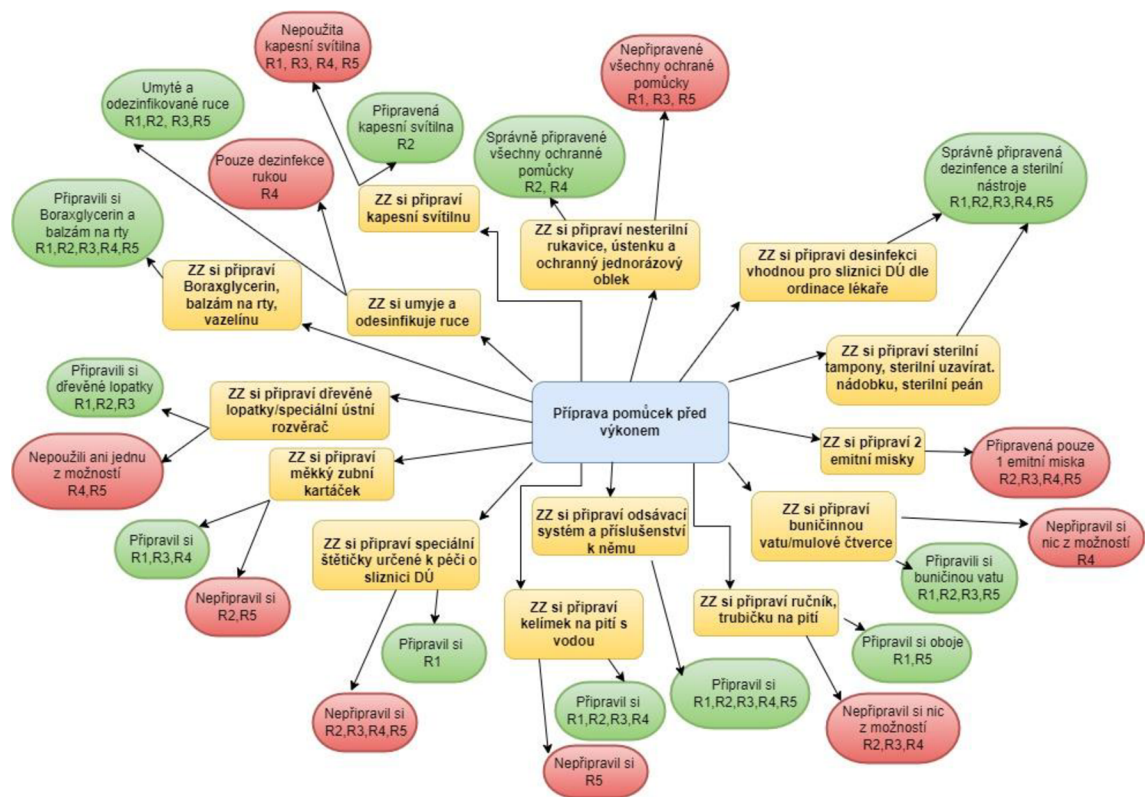 Nepoužita
kapesní svítilna
R1, R3, R4, R5
Nepřipravené
všechny ochrané
pomůcky
R1, R3, R5
Umyté a
odezinfikované ruce
R1,R2, R3,R5
Připravená
kapesní svítilna
R2
Správně připravené
všechny ochranné
pomůcky
R2, R4
Správně připravená
dezinfence a sterilní
nástroje
R1,R2,R3,R4,R5
Pouze dezinfekce
rukou
R4
Připravili si
Boraxglycerin a
balzám na rty
R1,R2,R3,R4,R5
ZZ si připraví
kapesní svítilnu
ZZ si připraví nesterilní
rukavice, ústenku a
ochranný jednorázový
oblek
ZZ si připravi desinfekci
vhodnou pro sliznici DÚ dle
ordinace lékaře
ZZ si připraví
Boraxglycerin,
balzám na rty,
vazelínu
ZZ si umyje a
odesinfikuje ruce
ZZ si připraví sterilní
tampony, sterilní uzavírat.
nádobku, sterilní peán
Připravili si
dřevěné lopatky
R1,R2,R3
ZZ si připraví dřevěné
lopatky/speciální ústní
rozvěrač
Příprava pomůcek před
výkonem
ZZ si připraví 2
emitní misky
Připravená pouze
1 emitní miska
R2,R3,R4,R5
Nepoužili ani jednu
z možností
R4,R5
ZZ si připraví
měkký zubní
kartáček
ZZ si připraví
buničinnou
vatu/mulové čtverce
Nepřipravil si
nic z možností
R4
Připravil si
R1,R3,R4
ZZ si připraví speciální
štětičky určené k péči o
sliznici DÚ
ZZ si připraví odsávací
systém a příslušenství
k němu
Připravili si
buničinou vatu
R1,R2,R3,R5
Nepřipravil si
R2,R5
ZZ si připraví
kelímek na pití s
vodou
ZZ si připraví ručník,
trubičku na pití
Připravil si oboje
R1,R5
Připravil si
R1
Nepřipravil si
R2,R3,R4,R5
Připravil si
R1,R2,R3,R4
Připravil si
R1,R2,R3,R4,R5
Nepřipravil si nic
z možností
R2,R3,R4
Nepřipravil si
R5